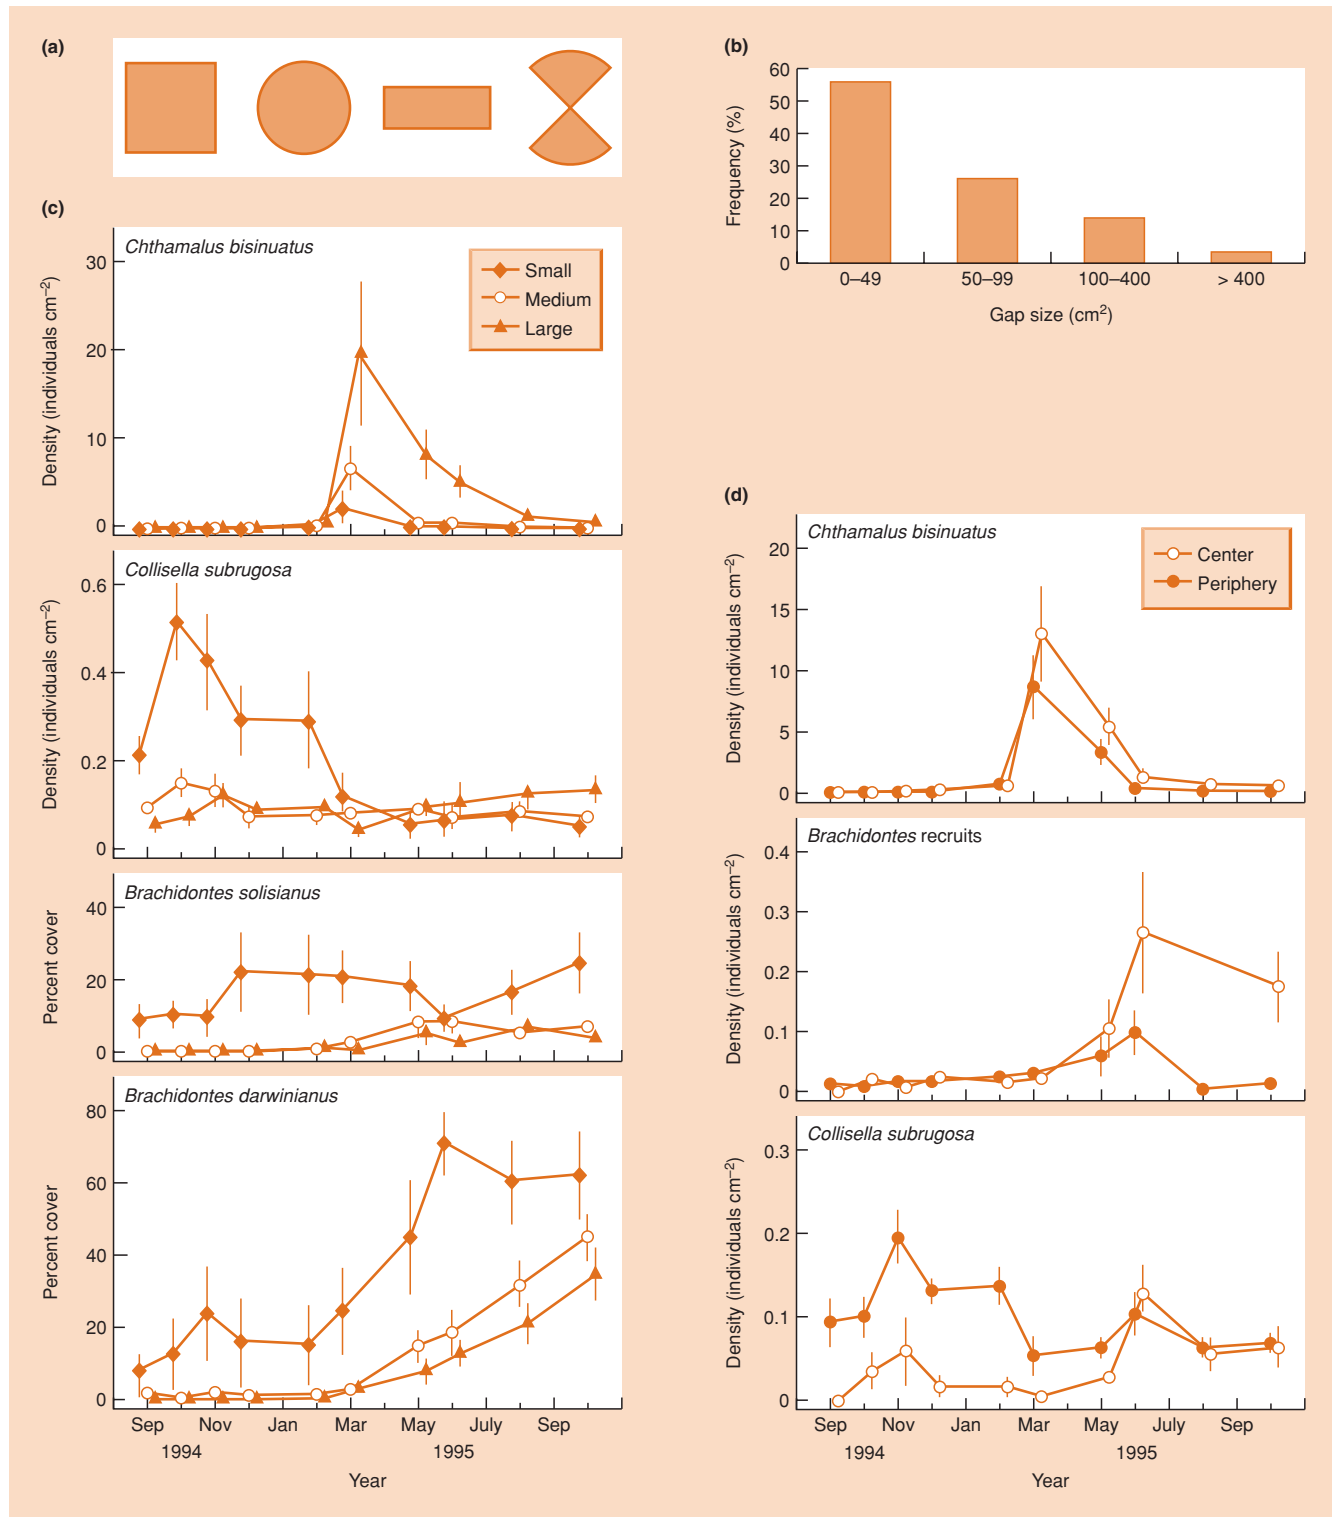 (a)
(b)
60
50
40
30
20
10
0
Frequency (%)
0–49
50–99
100–400
> 400
Gap size (cm²)
(c)
Chthamalus bisinuatus
Small
Medium
Large
30
20
10
0
Density (individuals cm⁻²)
Collisella subrugosa
0.6
0.4
0.2
0
Density (individuals cm⁻²)
Brachidontes solisianus
40
20
0
Percent cover
Brachidontes darwinianus
80
60
40
20
0
Percent cover
Sep
Nov
Jan
Mar
May
July
Sep
1994
1995
Year
(d)
Chthamalus bisinuatus
Center
Periphery
20
15
10
5
0
Density (individuals cm⁻²)
Brachidontes recruits
0.4
0.3
0.2
0.1
0
Density (individuals cm⁻²)
Collisella subrugosa
0.3
0.2
0.1
0
Density (individuals cm⁻²)
Sep
Nov
Jan
Mar
May
July
Sep
1994
1995
Year